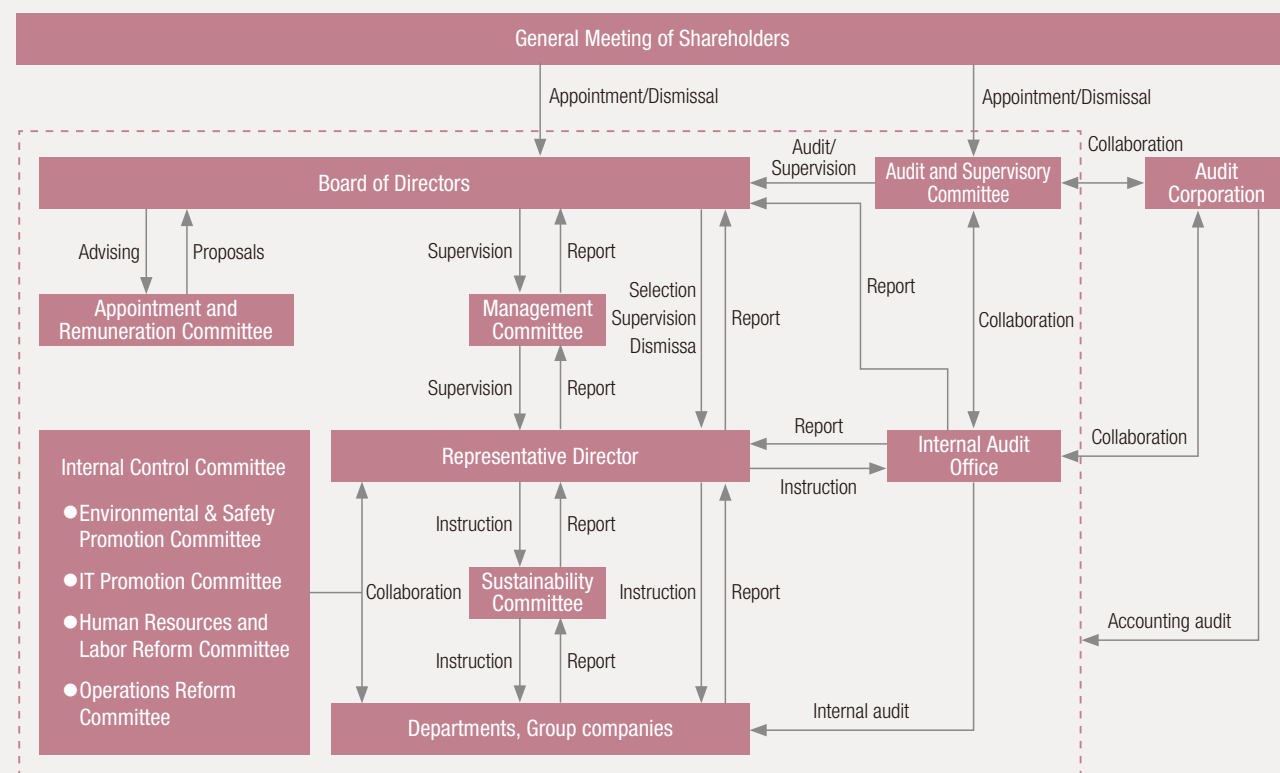 General Meeting of Shareholders
Appointment/Dismissal
Appointment/Dismissal
Audit/
Supervision
Collaboration
Board of Directors
Audit and Supervisory
Committee
Audit
Corporation
Advising
Proposals
Supervision
Report
Selection
Supervision
Dismissa
Report
Report
Collaboration
Appointment and
Remuneration Committee
Management
Committee
Supervision
Report
Internal Control Committee
●Environmental & Safety
Promotion Committee
●IT Promotion Committee
●Human Resources and
Labor Reform Committee
●Operations Reform
Committee
Representative Director
Report
Instruction
Internal Audit
Office
Collaboration
Instruction
Report
Collaboration
Sustainability
Committee
Instruction
Report
Instruction
Report
Accounting audit
Departments, Group companies
Internal audit